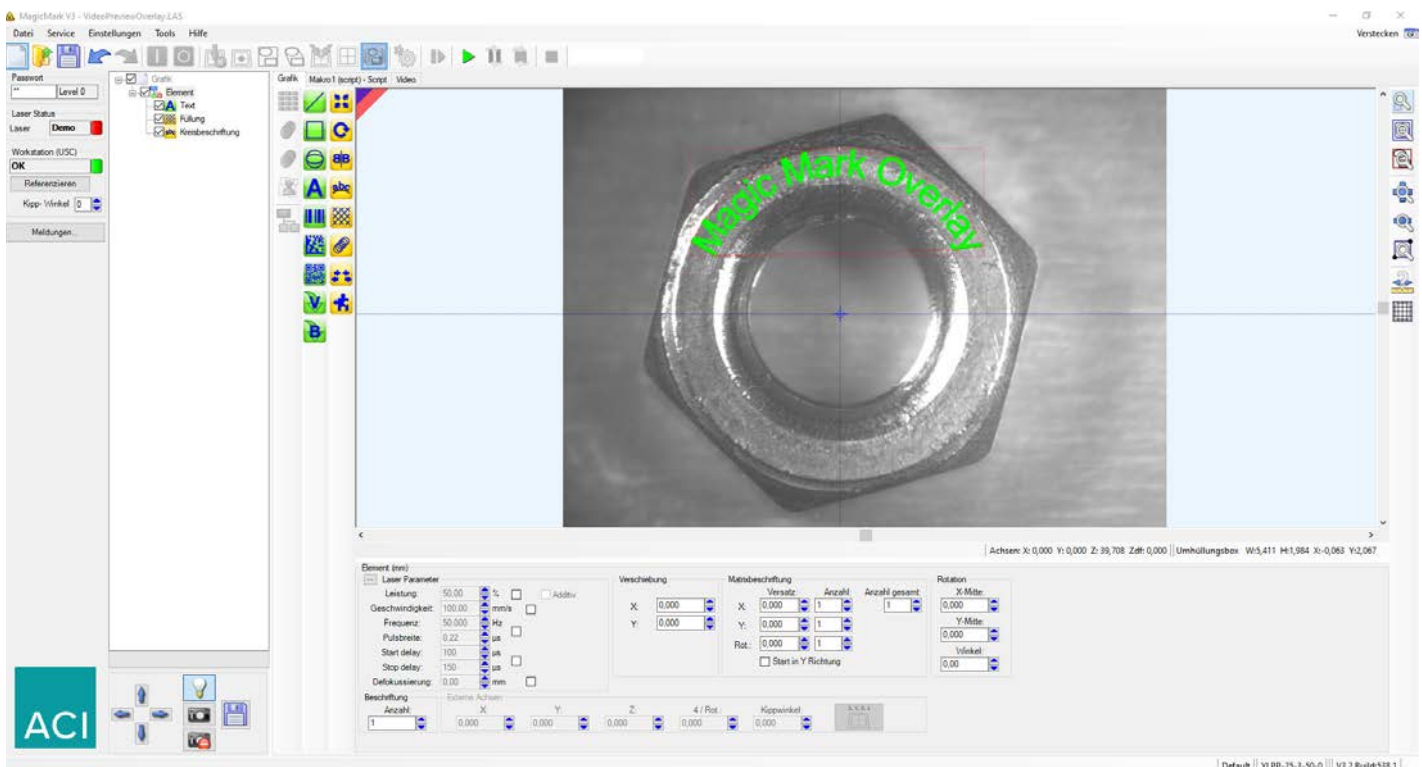 MagicMark V3 - VideoPreviewOverlay.LAS
Datei Service Einstellungen Tools Hilfe
Verstecken
Passwort
**
Level 0
Laser Status
Laser Demo
Workstation (USC)
OK
Referenzieren
Kipp- Winkel 0
Meldungen...
Grafik
Element
Text
Füllung
Kreisbeschriftung
Grafik Makro1 (script) - Script Video
Magic Mark Overlay
Achsen: X: 0,000 Y: 0,000 Z: 39,708 Zdf: 0,000 Umhüllungsbox W:5,411 H:1,984 X:-0,063 Y:2,067
Element (mm)
Laser Parameter
Leistung: 50,00 % Additiv
Geschwindigkeit: 100,00 mm/s
Frequenz: 50.000 Hz
Pulsbreite: 0.22 µs
Start delay: 100 µs
Stop delay: 150 µs
Defokussierung: 0,00 mm
Verschiebung
X: 0,000
Y: 0,000
Matrixbeschriftung
Versatz: Anzahl: Anzahl gesamt:
X: 0,000 1 1
Y: 0,000 1
Rot.: 0,000 1
Start in Y Richtung
Rotation
X-Mitte:
0,000
Y-Mitte:
0,000
Winkel:
0,00
Beschriftung
Anzahl:
1
Externe Achsen:
X: Y: Z: 4 / Rot.: Kippwinkel:
0,000 0,000 0,000 0,000 0,000
ACI